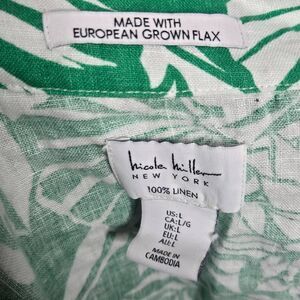 MADE WITH
EUROPEAN GROWN FLAX
nicole miller
NEW YORK
100% LINEN
US:L
CA:L/G
UK:L
EU:L
AU:L
MADE IN
CAMBODIA